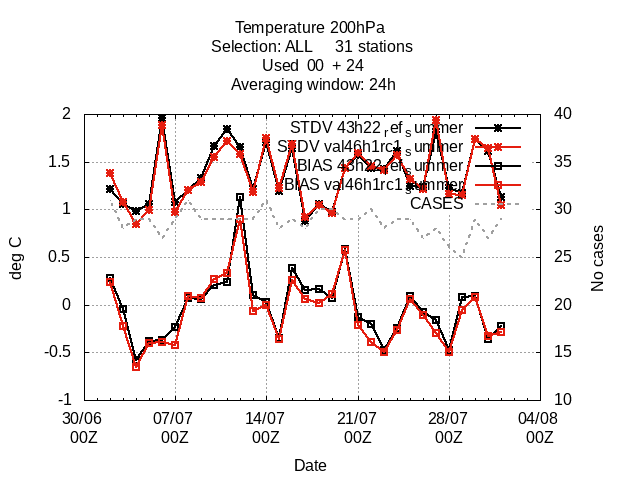 Temperature 200hPa
Selection: ALL 31 stations
Used 00 + 24
Averaging window: 24h
STDV 43h22_ref_summer
STDV val46h1rc1_summer
BIAS 43h22_ref_summer
BIAS val46h1rc1_summer
CASES
2
1.5
1
0.5
0
-0.5
-1
deg C
40
35
30
25
20
15
10
No cases
30/06 07/07 14/07 21/07 28/07 04/08
00Z 00Z 00Z 00Z 00Z 00Z
Date